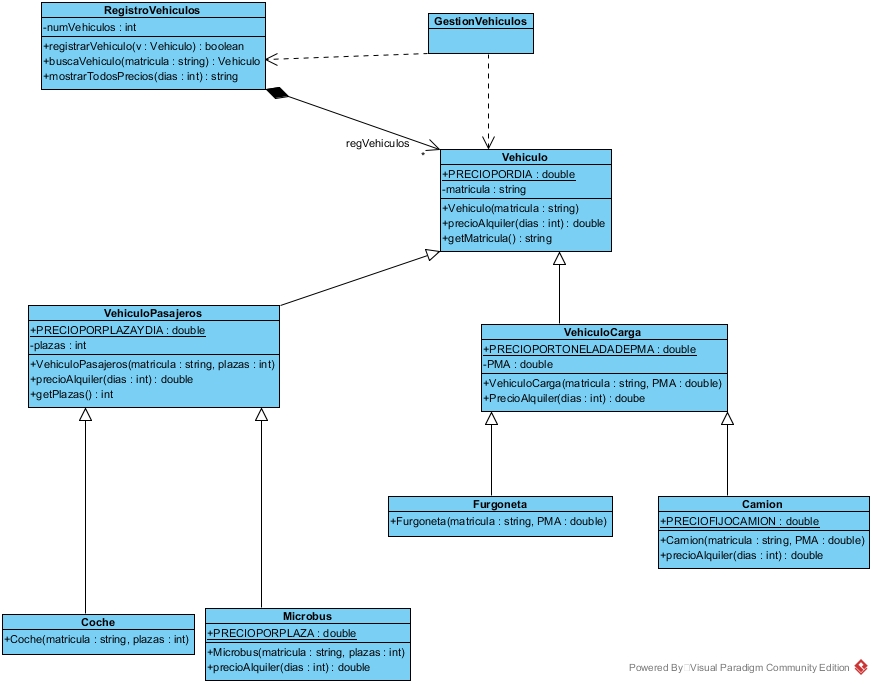 RegistroVehiculos
-numVehiculos : int
+registrarVehiculo(v : Vehiculo) : boolean
+buscaVehiculo(matricula : string) : Vehiculo
+mostrarTodosPrecios(dias : int) : string
GestionVehiculos
regVehiculos
*
Vehiculo
+PRECIOPORDIA : double
-matricula : string
+Vehiculo(matricula : string)
+precioAlquiler(dias : int) : double
+getMatricula() : string
VehiculoPasajeros
+PRECIOPORPLAZAYDIA : double
-plazas : int
+VehiculoPasajeros(matricula : string, plazas : int)
+precioAlquiler(dias : int) : double
+getPlazas() : int
VehiculoCarga
+PRECIOPORTONELADADEPMA : double
-PMA : double
+VehiculoCarga(matricula : string, PMA : double)
+PrecioAlquiler(dias : int) : doube
Furgoneta
+Furgoneta(matricula : string, PMA : double)
Camion
+PRECIOFIJOCAMION : double
+Camion(matricula : string, PMA : double)
+precioAlquiler(dias : int) : double
Coche
+Coche(matricula : string, plazas : int)
Microbus
+PRECIOPORPLAZA : double
+Microbus(matricula : string, plazas : int)
+precioAlquiler(dias : int) : double
Powered By Visual Paradigm Community Edition